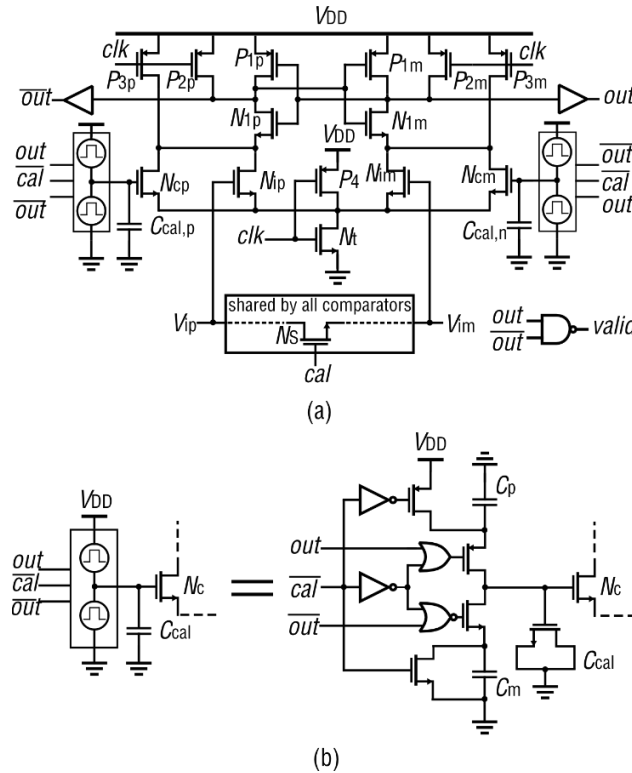 VDD
clk P3p P2p P1p P1m P2m P3m clk
out out
N1p N1m
VDD
out cal out Ncp Nip P4 Nim Ncm out cal out
Ccal,p clk Nt Ccal,n
shared by all comparators
Vip NS Vim
cal
out out valid
(a)
VDD
out cal out Nc
Ccal
VDD
Cp
out
cal
out
Nc
Ccal
Cm
(b)